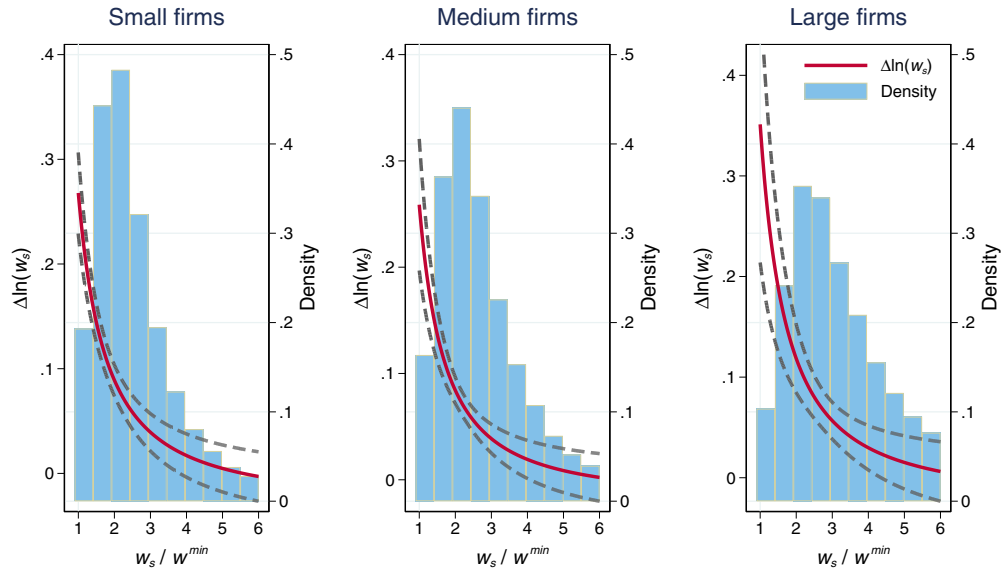 Small firms
Medium firms
Large firms
.4
.3
.2
.1
0
Δln(wₛ)
.5
.4
.3
.2
.1
0
Density
1 2 3 4 5 6
wₛ / wᵐⁱⁿ
.4
.3
.2
.1
0
Δln(wₛ)
.5
.4
.3
.2
.1
0
Density
1 2 3 4 5 6
wₛ / wᵐⁱⁿ
.4
.3
.2
.1
0
Δln(wₛ)
Δln(wₛ)
Density
.5
.4
.3
.2
.1
0
Density
1 2 3 4 5 6
wₛ / wᵐⁱⁿ